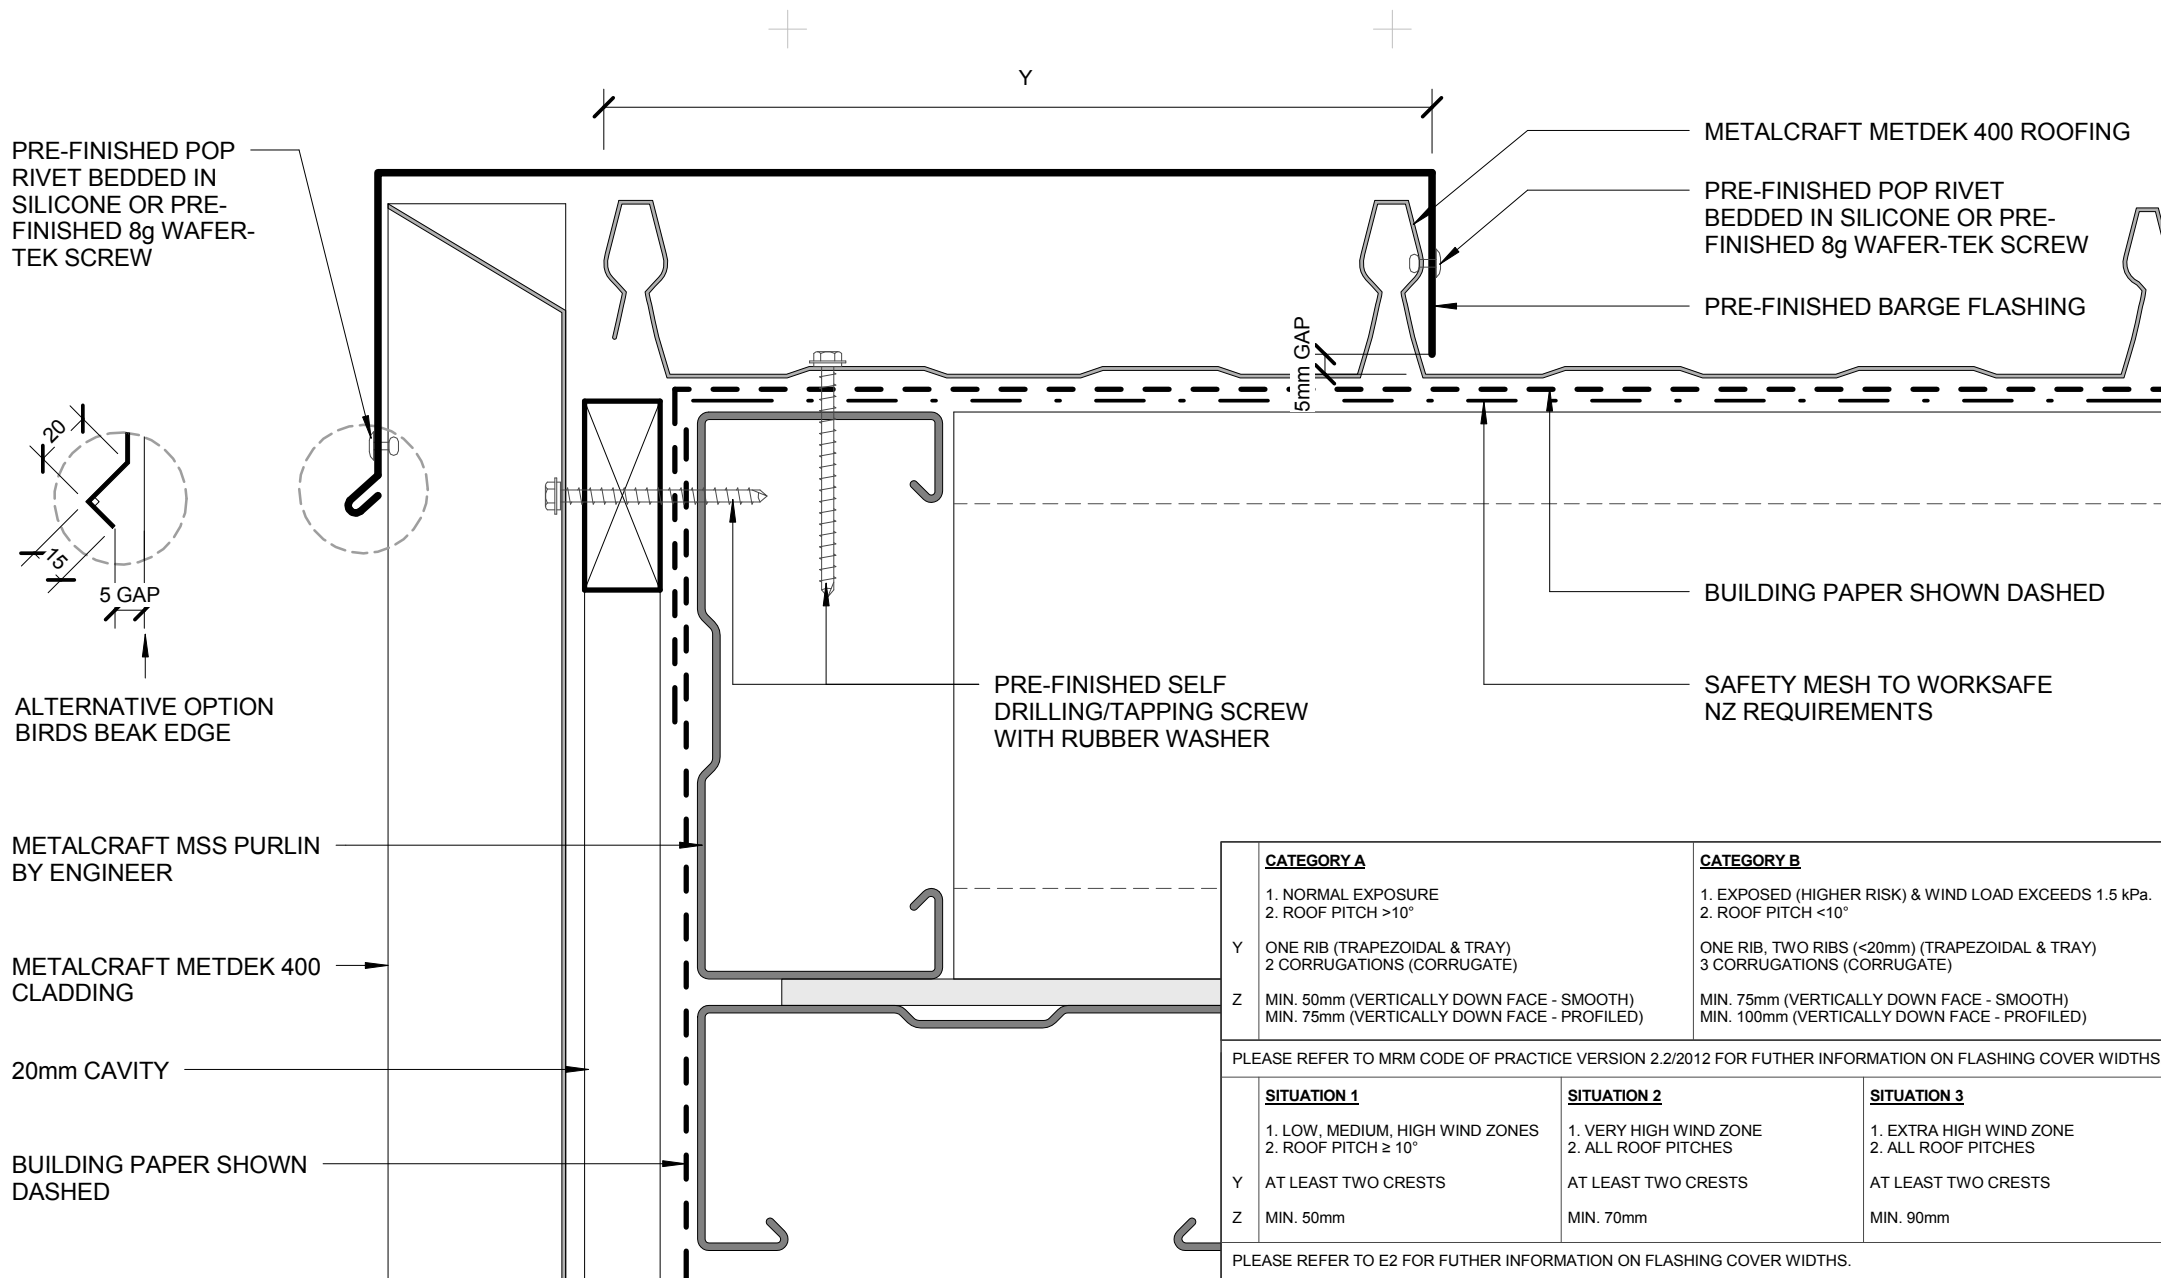 Y
PRE-FINISHED POP
RIVET BEDDED IN
SILICONE OR PRE-
FINISHED 8g WAFER-
TEK SCREW
METALCRAFT METDEK 400 ROOFING
PRE-FINISHED POP RIVET
BEDDED IN SILICONE OR PRE-
FINISHED 8g WAFER-TEK SCREW
PRE-FINISHED BARGE FLASHING
5mm GAP
20
15
5 GAP
ALTERNATIVE OPTION
BIRDS BEAK EDGE
BUILDING PAPER SHOWN DASHED
PRE-FINISHED SELF
DRILLING/TAPPING SCREW
WITH RUBBER WASHER
SAFETY MESH TO WORKSAFE
NZ REQUIREMENTS
METALCRAFT MSS PURLIN
BY ENGINEER
METALCRAFT METDEK 400
CLADDING
20mm CAVITY
BUILDING PAPER SHOWN
DASHED
CATEGORY A
1. NORMAL EXPOSURE
2. ROOF PITCH >10°
Y ONE RIB (TRAPEZOIDAL & TRAY)
2 CORRUGATIONS (CORRUGATE)
Z MIN. 50mm (VERTICALLY DOWN FACE - SMOOTH)
MIN. 75mm (VERTICALLY DOWN FACE - PROFILED)
CATEGORY B
1. EXPOSED (HIGHER RISK) & WIND LOAD EXCEEDS 1.5 kPa.
2. ROOF PITCH <10°
ONE RIB, TWO RIBS (<20mm) (TRAPEZOIDAL & TRAY)
3 CORRUGATIONS (CORRUGATE)
MIN. 75mm (VERTICALLY DOWN FACE - SMOOTH)
MIN. 100mm (VERTICALLY DOWN FACE - PROFILED)
PLEASE REFER TO MRM CODE OF PRACTICE VERSION 2.2/2012 FOR FUTHER INFORMATION ON FLASHING COVER WIDTHS
SITUATION 1
1. LOW, MEDIUM, HIGH WIND ZONES
2. ROOF PITCH ≥ 10°
Y AT LEAST TWO CRESTS
Z MIN. 50mm
SITUATION 2
1. VERY HIGH WIND ZONE
2. ALL ROOF PITCHES
AT LEAST TWO CRESTS
MIN. 70mm
SITUATION 3
1. EXTRA HIGH WIND ZONE
2. ALL ROOF PITCHES
AT LEAST TWO CRESTS
MIN. 90mm
PLEASE REFER TO E2 FOR FUTHER INFORMATION ON FLASHING COVER WIDTHS.